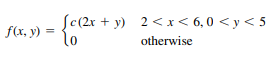 f(x, y) = {c(2x + y) 2 < x < 6, 0 < y < 5
0 otherwise